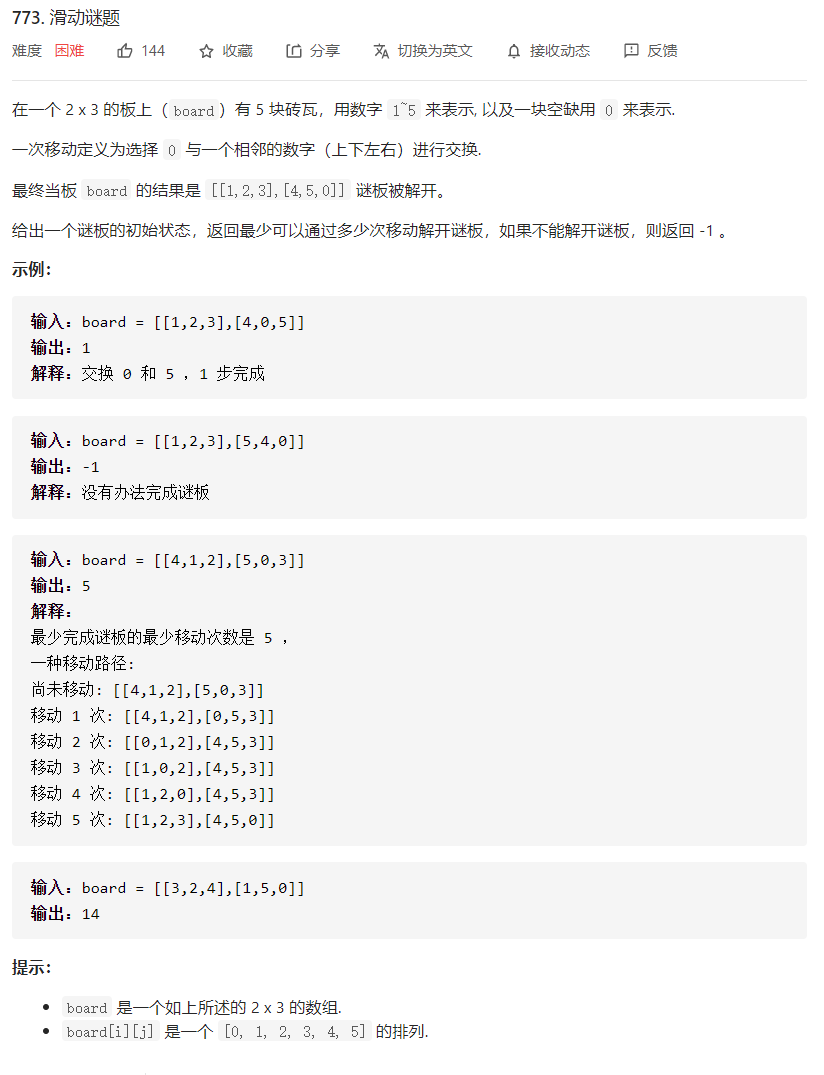 773. 滑动谜题
难度 困难 144 收藏 分享 切换为英文 接收动态 反馈
在一个 2 x 3 的板上（board）有 5 块砖瓦，用数字 1~5 来表示, 以及一块空缺用 0 来表示.
一次移动定义为选择 0 与一个相邻的数字（上下左右）进行交换.
最终当板 board 的结果是 [[1,2,3],[4,5,0]] 谜板被解开。
给出一个谜板的初始状态，返回最少可以通过多少次移动解开谜板，如果不能解开谜板，则返回 -1 。
示例：
输入：board = [[1,2,3],[4,0,5]]
输出：1
解释：交换 0 和 5 ，1 步完成
输入：board = [[1,2,3],[5,4,0]]
输出：-1
解释：没有办法完成谜板
输入：board = [[4,1,2],[5,0,3]]
输出：5
解释：
最少完成谜板的最少移动次数是 5 ，
一种移动路径:
尚未移动: [[4,1,2],[5,0,3]]
移动 1 次: [[4,1,2],[0,5,3]]
移动 2 次: [[0,1,2],[4,5,3]]
移动 3 次: [[1,0,2],[4,5,3]]
移动 4 次: [[1,2,0],[4,5,3]]
移动 5 次: [[1,2,3],[4,5,0]]
输入：board = [[3,2,4],[1,5,0]]
输出：14
提示：
• board 是一个如上所述的 2 x 3 的数组.
• board[i][j] 是一个 [0, 1, 2, 3, 4, 5] 的排列.